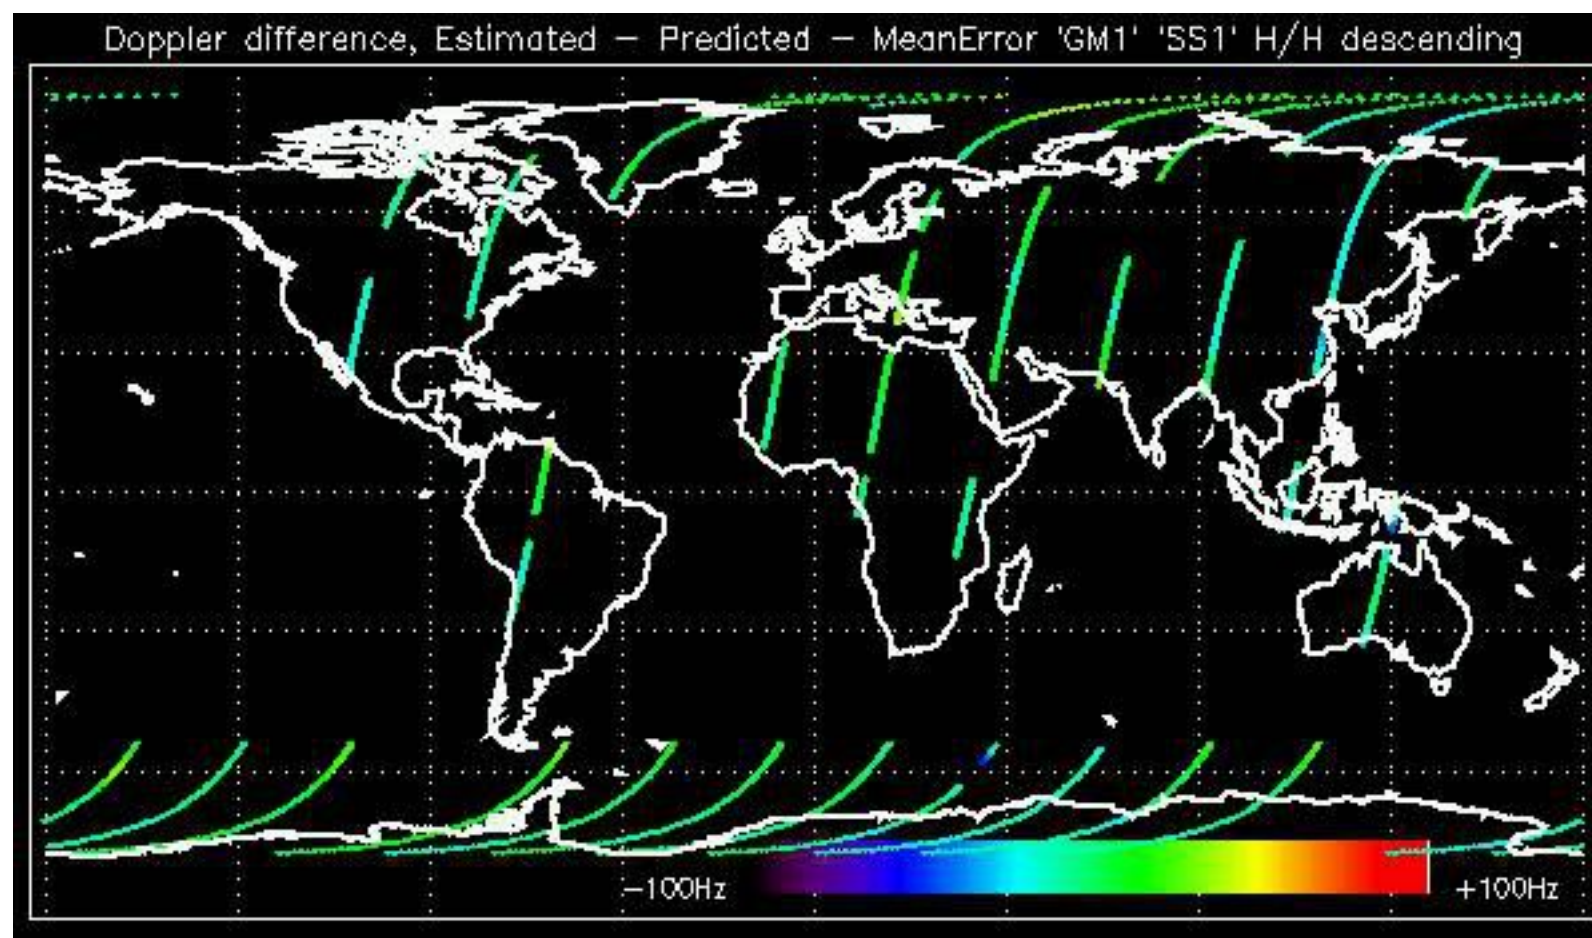 Doppler difference, Estimated − Predicted − MeanError 'GM1' 'SS1' H/H descending
−100Hz
+100Hz